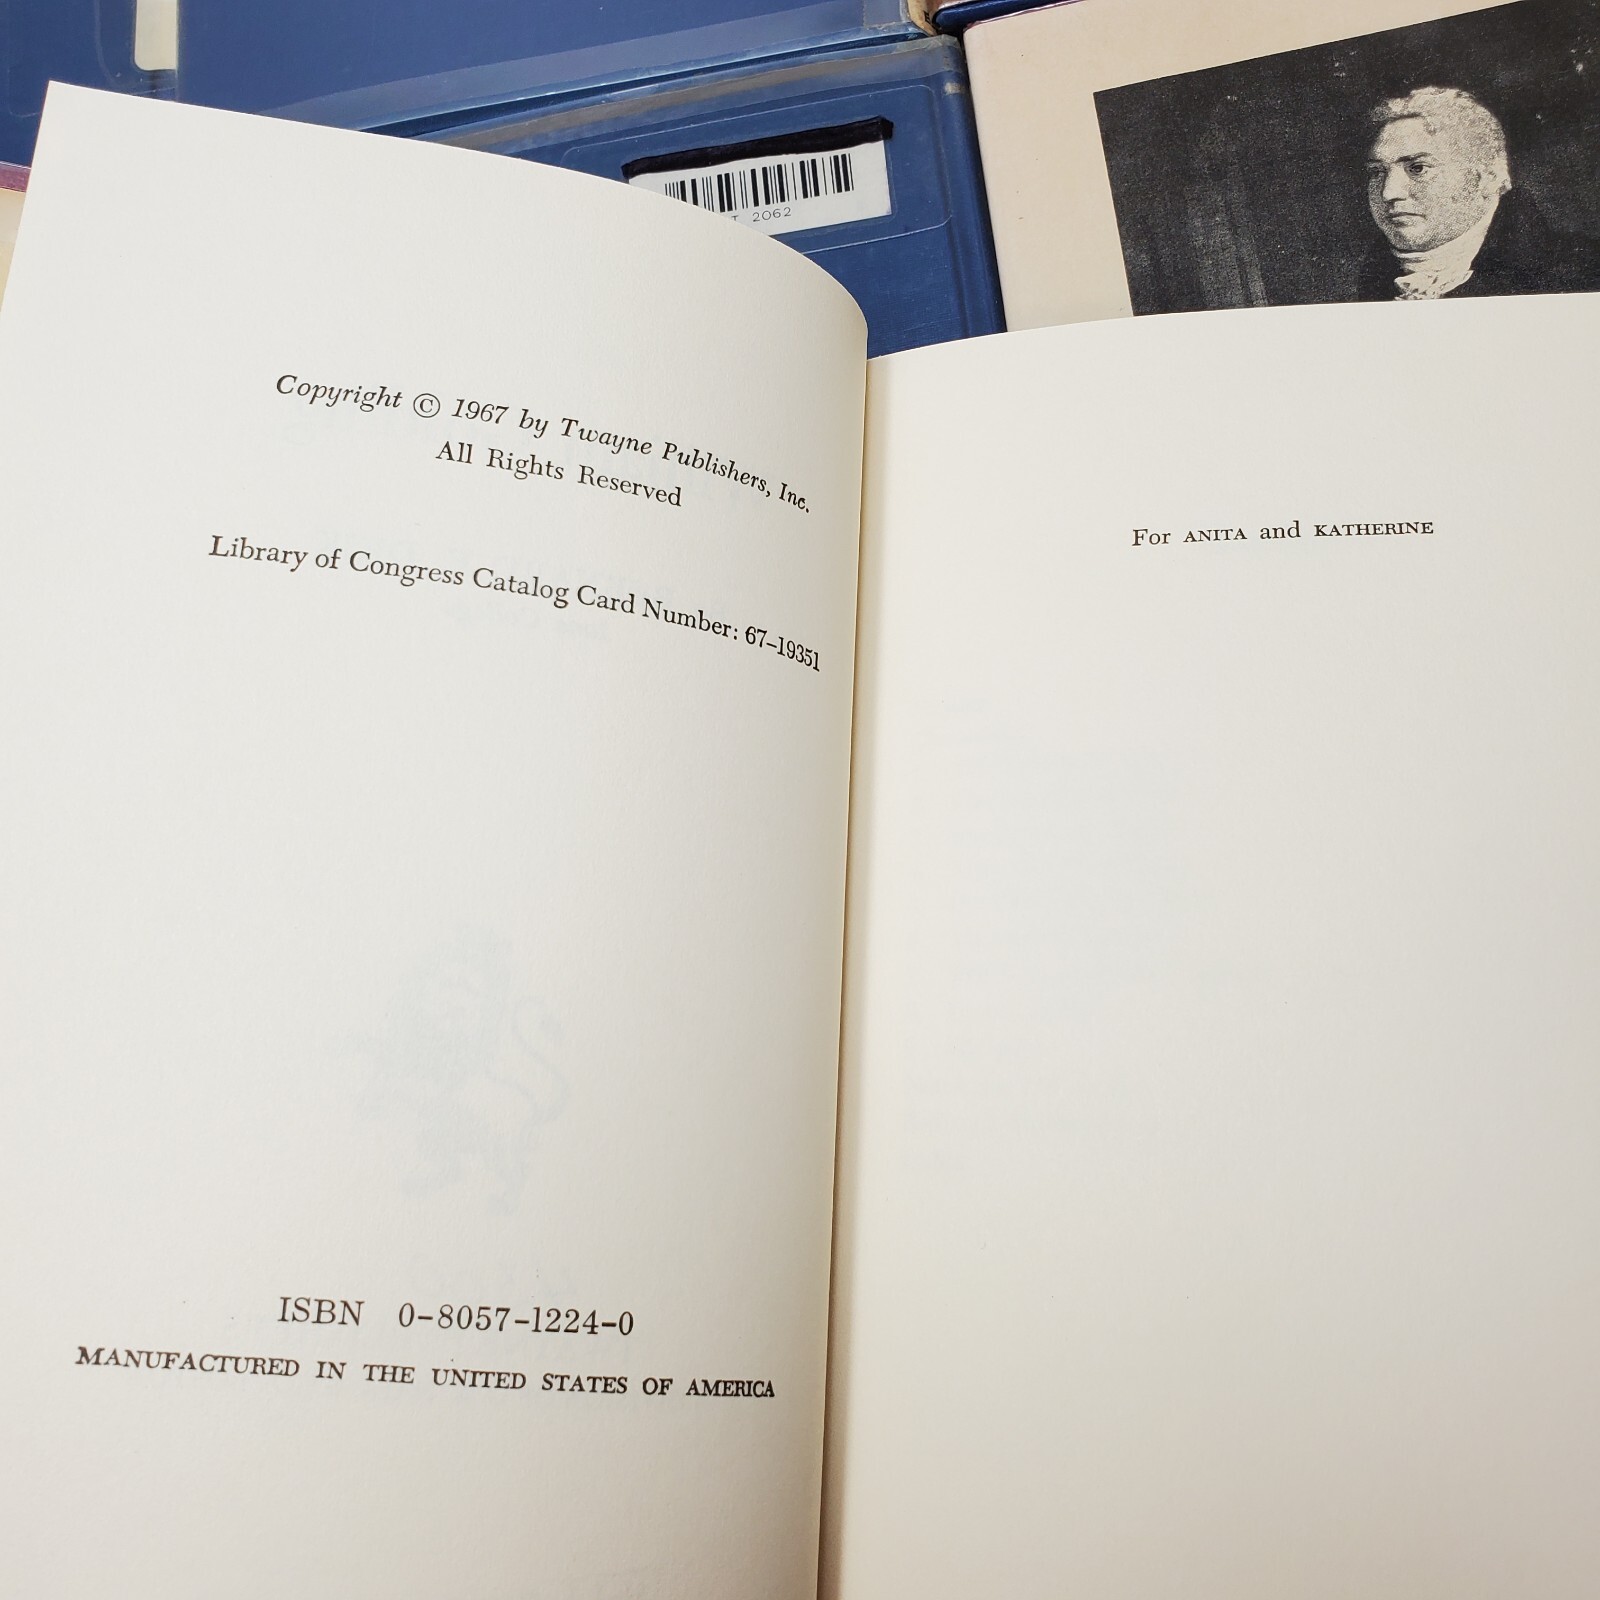 2062
Copyright © 1967 by Twayne Publishers, Inc.
All Rights Reserved
Library of Congress Catalog Card Number: 67–19351
ISBN 0-8057-1224-0
MANUFACTURED IN THE UNITED STATES OF AMERICA
For ANITA and KATHERINE